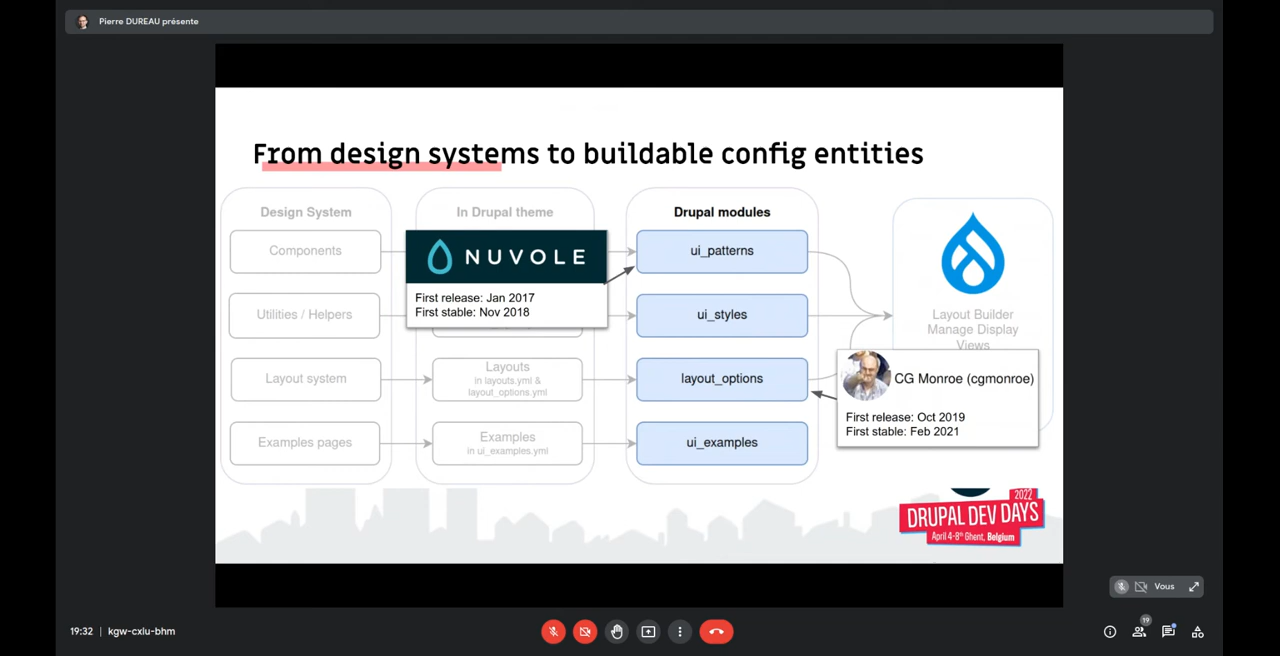 Pierre DUREAU présente
From design systems to buildable config entities
Design System
Components
Utilities / Helpers
Layout system
Examples pages
In Drupal theme
NUVOLE
First release: Jan 2017
First stable: Nov 2018
Layouts
in layouts.yml &
layout_options.yml
Examples
in ui_examples.yml
Drupal modules
ui_patterns
ui_styles
layout_options
ui_examples
Layout Builder
Manage Display
Views
CG Monroe (cgmonroe)
First release: Oct 2019
First stable: Feb 2021
2022
DRUPAL DEV DAYS
April 4-8th Ghent, Belgium
Vous
19:32 | kgw-cxlu-bhm
19